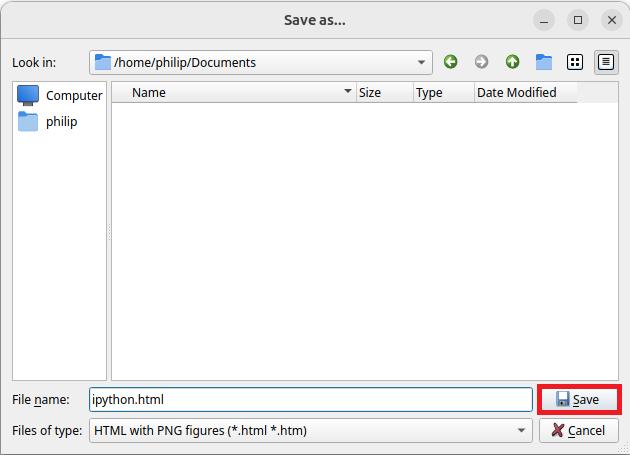 Save as...
Look in: /home/philip/Documents
Computer
philip
Name Size Type Date Modified
File name: ipython.html Save
Files of type: HTML with PNG figures (*.html *.htm) Cancel